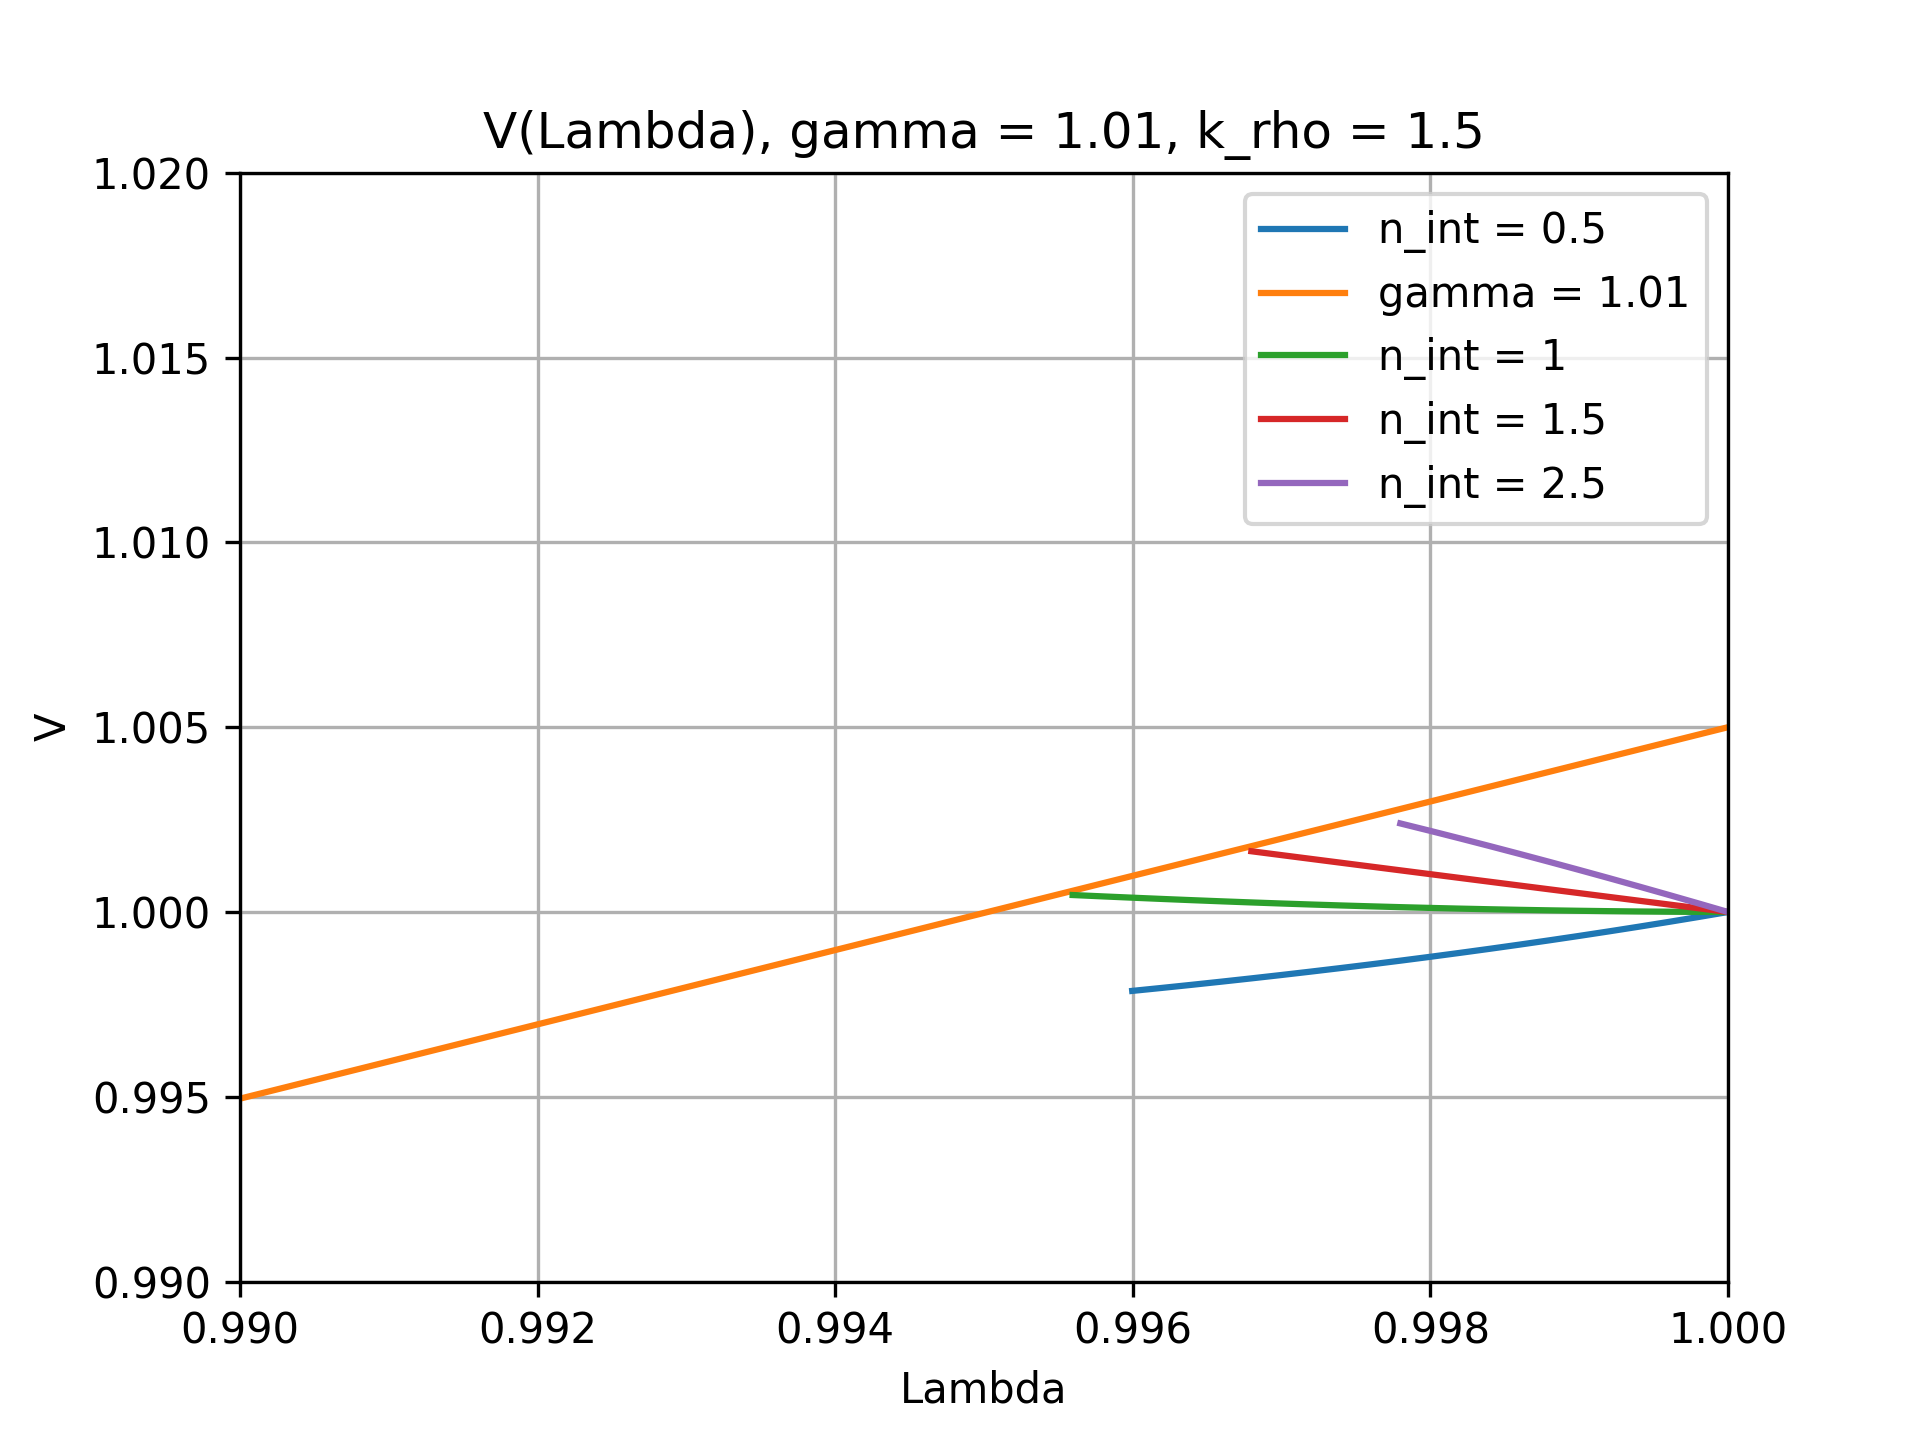 V(Lambda), gamma = 1.01, k_rho = 1.5
1.020
1.015
1.010
1.005
1.000
0.995
0.990
V
n_int = 0.5
gamma = 1.01
n_int = 1
n_int = 1.5
n_int = 2.5
0.990 0.992 0.994 0.996 0.998 1.000
Lambda